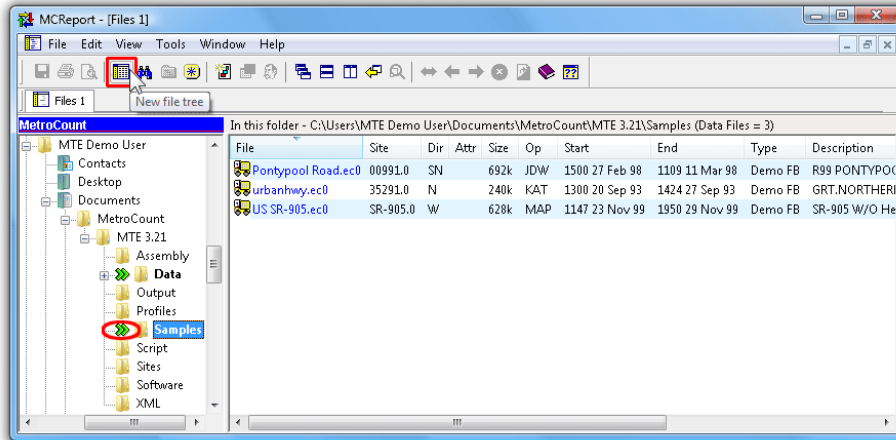 MCReport - [Files 1]
File Edit View Tools Window Help
Files 1
New file tree
MetroCount
In this folder - C:\Users\MTE Demo User\Documents\MetroCount\MTE 3.21\Samples (Data Files = 3)
MTE Demo User
Contacts
Desktop
Documents
MetroCount
MTE 3.21
Assembly
Data
Output
Profiles
Samples
Script
Sites
Software
XML
File Site Dir Attr Size Op Start End Type Description
Pontypool Road.ec0 00991.0 SN 692k JDW 1500 27 Feb 98 1109 11 Mar 98 Demo FB R99 PONTYPO
urbanhwy.ec0 35291.0 N 240k KAT 1300 20 Sep 93 1424 27 Sep 93 Demo FB GRT.NORTHER
US SR-905.ec0 SR-905.0 W 628k MAP 1147 23 Nov 99 1950 29 Nov 99 Demo FB SR-905 W/O He